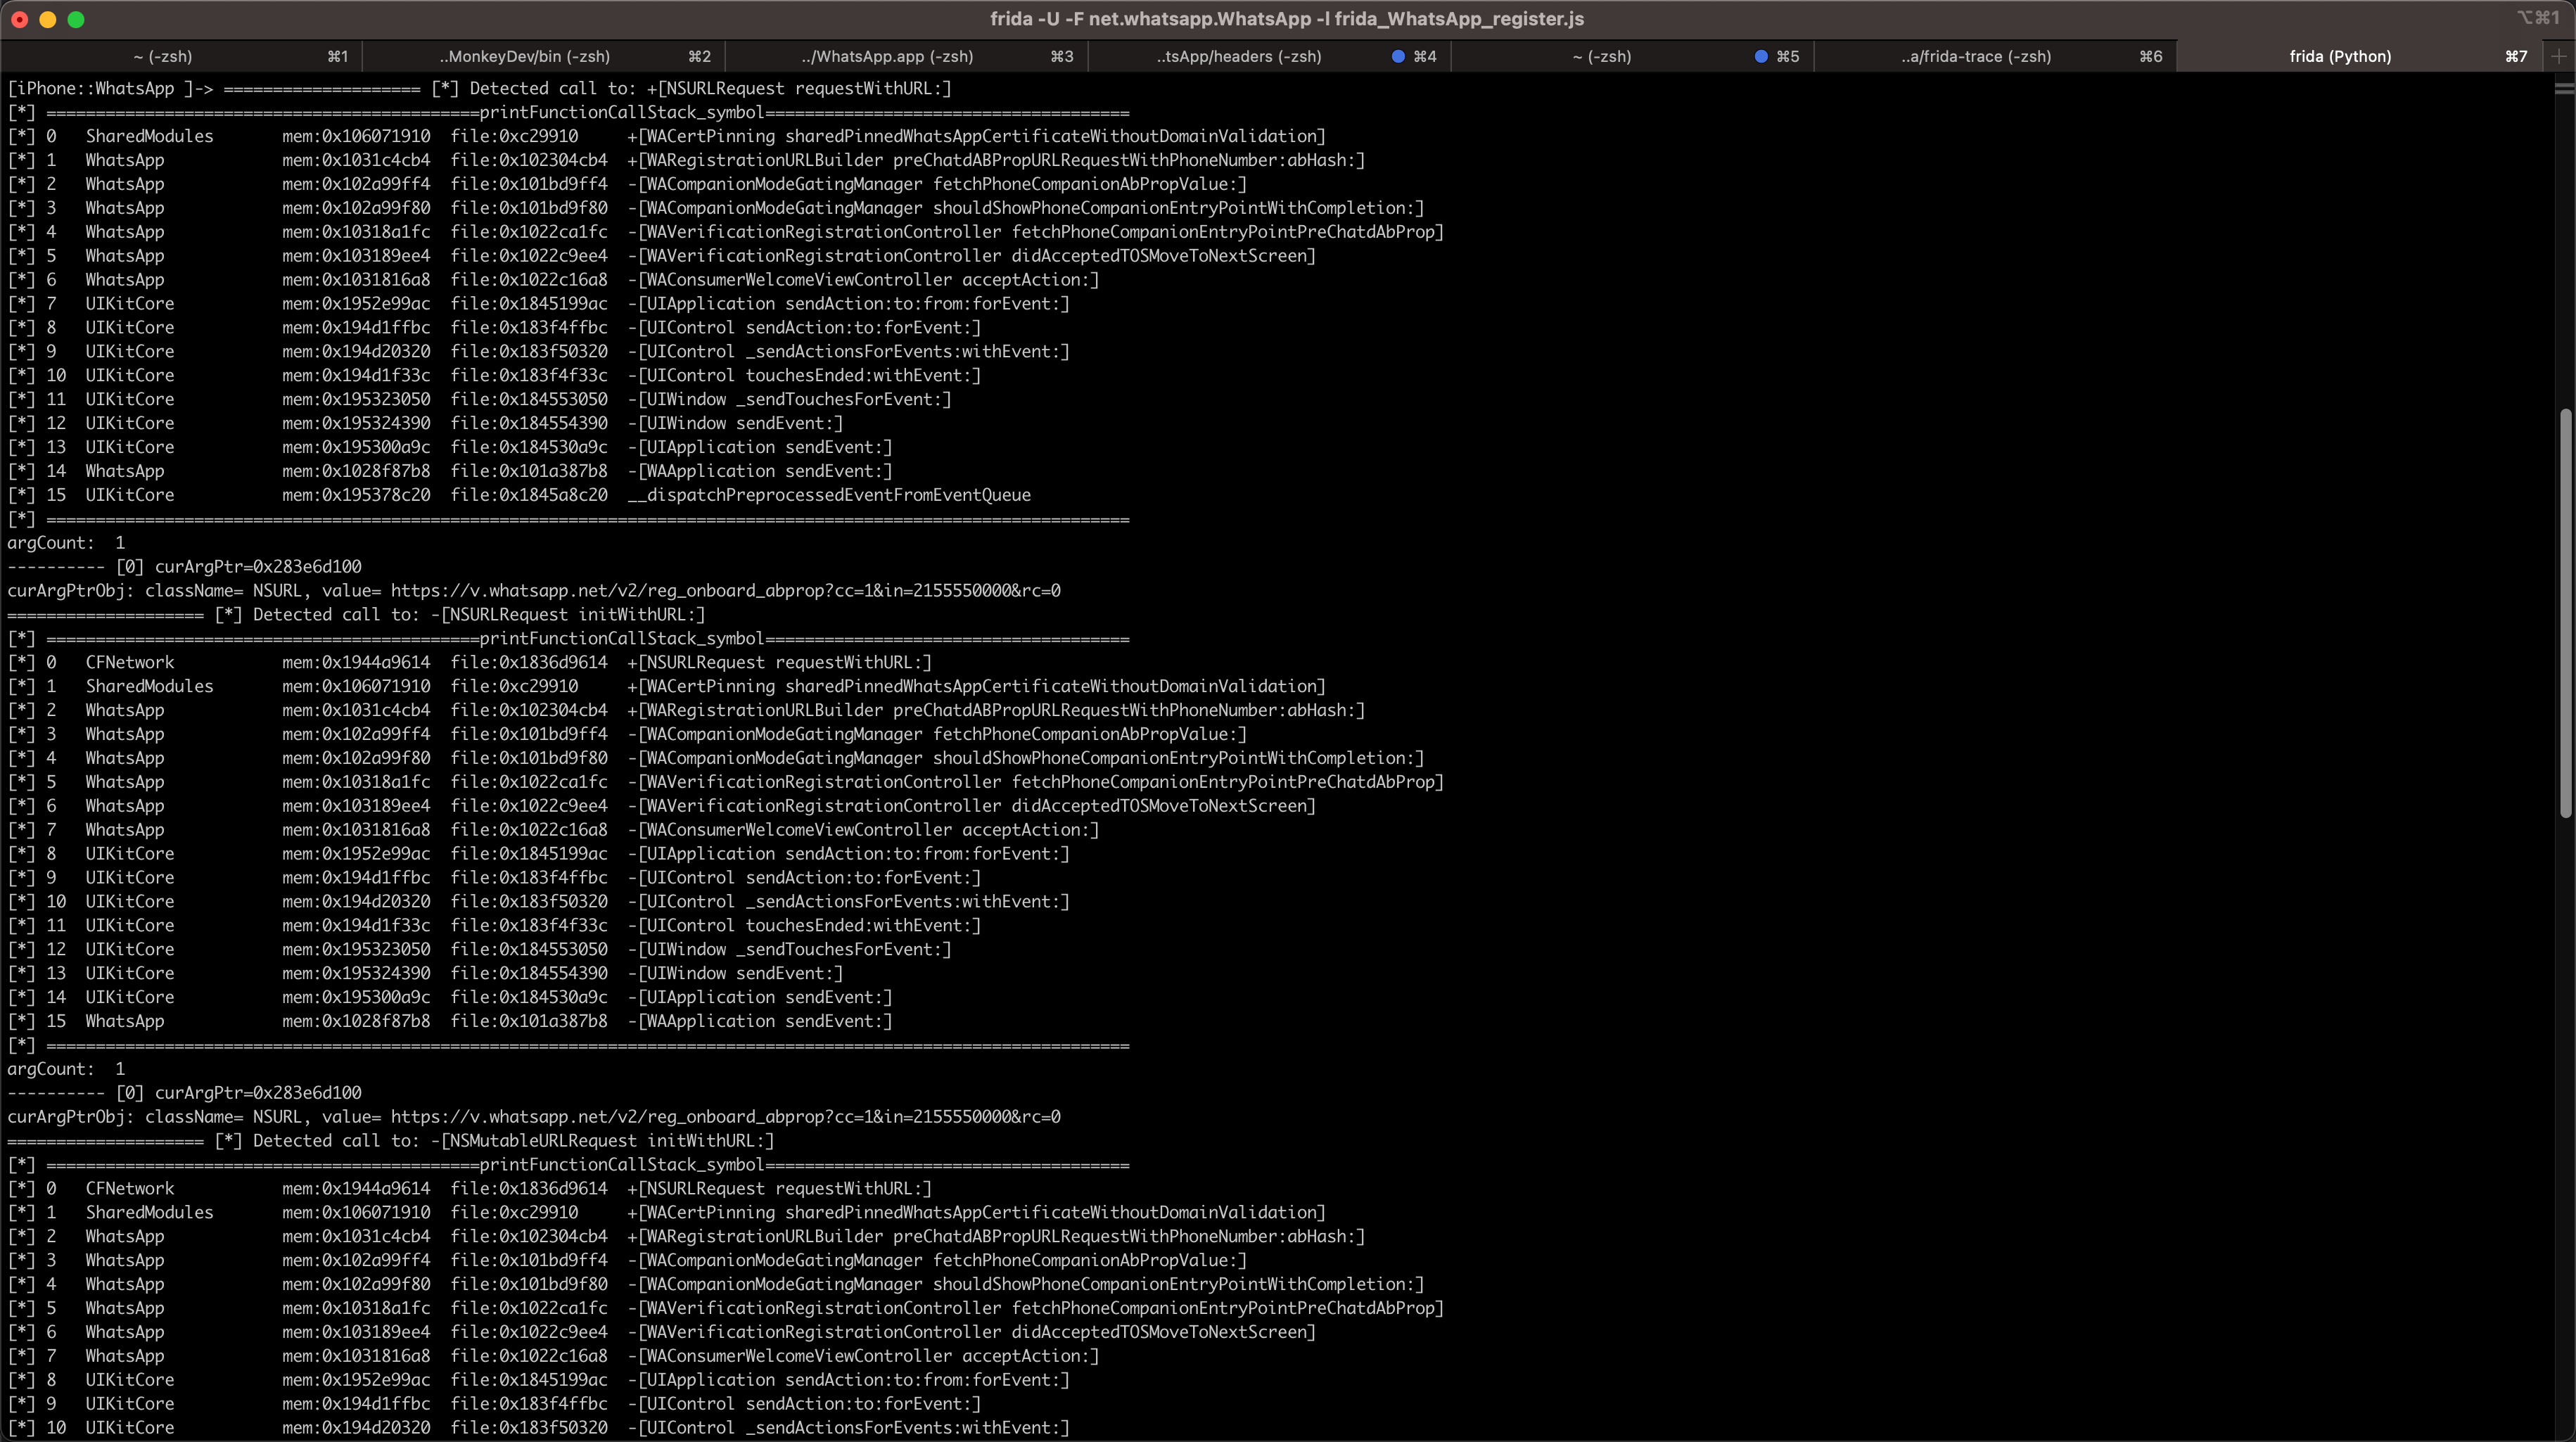 frida -U -F net.whatsapp.WhatsApp -l frida_WhatsApp_register.js
⌥⌘1
~ (-zsh) ⌘1 ..MonkeyDev/bin (-zsh) ⌘2 ../WhatsApp.app (-zsh) ⌘3 ..tsApp/headers (-zsh) ⌘4 ~ (-zsh) ⌘5 ..a/frida-trace (-zsh) ⌘6 frida (Python) ⌘7
[iPhone::WhatsApp ]-> ==================== [*] Detected call to: +[NSURLRequest requestWithURL:]
[*] ============================================printFunctionCallStack_symbol=====================================
[*] 0   SharedModules       mem:0x106071910  file:0xc29910     +[WACertPinning sharedPinnedWhatsAppCertificateWithoutDomainValidation]
[*] 1   WhatsApp            mem:0x1031c4cb4  file:0x102304cb4  +[WARegistrationURLBuilder preChatdABPropURLRequestWithPhoneNumber:abHash:]
[*] 2   WhatsApp            mem:0x102a99ff4  file:0x101bd9ff4  -[WACompanionModeGatingManager fetchPhoneCompanionAbPropValue:]
[*] 3   WhatsApp            mem:0x102a99f80  file:0x101bd9f80  -[WACompanionModeGatingManager shouldShowPhoneCompanionEntryPointWithCompletion:]
[*] 4   WhatsApp            mem:0x10318a1fc  file:0x1022ca1fc  -[WAVerificationRegistrationController fetchPhoneCompanionEntryPointPreChatdAbProp]
[*] 5   WhatsApp            mem:0x103189ee4  file:0x1022c9ee4  -[WAVerificationRegistrationController didAcceptedTOSMoveToNextScreen]
[*] 6   WhatsApp            mem:0x1031816a8  file:0x1022c16a8  -[WAConsumerWelcomeViewController acceptAction:]
[*] 7   UIKitCore           mem:0x1952e99ac  file:0x1845199ac  -[UIApplication sendAction:to:from:forEvent:]
[*] 8   UIKitCore           mem:0x194d1ffbc  file:0x183f4ffbc  -[UIControl sendAction:to:forEvent:]
[*] 9   UIKitCore           mem:0x194d20320  file:0x183f50320  -[UIControl _sendActionsForEvents:withEvent:]
[*] 10  UIKitCore           mem:0x194d1f33c  file:0x183f4f33c  -[UIControl touchesEnded:withEvent:]
[*] 11  UIKitCore           mem:0x195323050  file:0x184553050  -[UIWindow _sendTouchesForEvent:]
[*] 12  UIKitCore           mem:0x195324390  file:0x184554390  -[UIWindow sendEvent:]
[*] 13  UIKitCore           mem:0x195300a9c  file:0x184530a9c  -[UIApplication sendEvent:]
[*] 14  WhatsApp            mem:0x1028f87b8  file:0x101a387b8  -[WAApplication sendEvent:]
[*] 15  UIKitCore           mem:0x195378c20  file:0x1845a8c20  __dispatchPreprocessedEventFromEventQueue
[*] ==============================================================================================================
argCount:  1
---------- [0] curArgPtr=0x283e6d100
curArgPtrObj: className= NSURL, value= https://v.whatsapp.net/v2/reg_onboard_abprop?cc=1&in=2155550000&rc=0
==================== [*] Detected call to: -[NSURLRequest initWithURL:]
[*] ============================================printFunctionCallStack_symbol=====================================
[*] 0   CFNetwork           mem:0x1944a9614  file:0x1836d9614  +[NSURLRequest requestWithURL:]
[*] 1   SharedModules       mem:0x106071910  file:0xc29910     +[WACertPinning sharedPinnedWhatsAppCertificateWithoutDomainValidation]
[*] 2   WhatsApp            mem:0x1031c4cb4  file:0x102304cb4  +[WARegistrationURLBuilder preChatdABPropURLRequestWithPhoneNumber:abHash:]
[*] 3   WhatsApp            mem:0x102a99ff4  file:0x101bd9ff4  -[WACompanionModeGatingManager fetchPhoneCompanionAbPropValue:]
[*] 4   WhatsApp            mem:0x102a99f80  file:0x101bd9f80  -[WACompanionModeGatingManager shouldShowPhoneCompanionEntryPointWithCompletion:]
[*] 5   WhatsApp            mem:0x10318a1fc  file:0x1022ca1fc  -[WAVerificationRegistrationController fetchPhoneCompanionEntryPointPreChatdAbProp]
[*] 6   WhatsApp            mem:0x103189ee4  file:0x1022c9ee4  -[WAVerificationRegistrationController didAcceptedTOSMoveToNextScreen]
[*] 7   WhatsApp            mem:0x1031816a8  file:0x1022c16a8  -[WAConsumerWelcomeViewController acceptAction:]
[*] 8   UIKitCore           mem:0x1952e99ac  file:0x1845199ac  -[UIApplication sendAction:to:from:forEvent:]
[*] 9   UIKitCore           mem:0x194d1ffbc  file:0x183f4ffbc  -[UIControl sendAction:to:forEvent:]
[*] 10  UIKitCore           mem:0x194d20320  file:0x183f50320  -[UIControl _sendActionsForEvents:withEvent:]
[*] 11  UIKitCore           mem:0x194d1f33c  file:0x183f4f33c  -[UIControl touchesEnded:withEvent:]
[*] 12  UIKitCore           mem:0x195323050  file:0x184553050  -[UIWindow _sendTouchesForEvent:]
[*] 13  UIKitCore           mem:0x195324390  file:0x184554390  -[UIWindow sendEvent:]
[*] 14  UIKitCore           mem:0x195300a9c  file:0x184530a9c  -[UIApplication sendEvent:]
[*] 15  WhatsApp            mem:0x1028f87b8  file:0x101a387b8  -[WAApplication sendEvent:]
[*] ==============================================================================================================
argCount:  1
---------- [0] curArgPtr=0x283e6d100
curArgPtrObj: className= NSURL, value= https://v.whatsapp.net/v2/reg_onboard_abprop?cc=1&in=2155550000&rc=0
==================== [*] Detected call to: -[NSMutableURLRequest initWithURL:]
[*] ============================================printFunctionCallStack_symbol=====================================
[*] 0   CFNetwork           mem:0x1944a9614  file:0x1836d9614  +[NSURLRequest requestWithURL:]
[*] 1   SharedModules       mem:0x106071910  file:0xc29910     +[WACertPinning sharedPinnedWhatsAppCertificateWithoutDomainValidation]
[*] 2   WhatsApp            mem:0x1031c4cb4  file:0x102304cb4  +[WARegistrationURLBuilder preChatdABPropURLRequestWithPhoneNumber:abHash:]
[*] 3   WhatsApp            mem:0x102a99ff4  file:0x101bd9ff4  -[WACompanionModeGatingManager fetchPhoneCompanionAbPropValue:]
[*] 4   WhatsApp            mem:0x102a99f80  file:0x101bd9f80  -[WACompanionModeGatingManager shouldShowPhoneCompanionEntryPointWithCompletion:]
[*] 5   WhatsApp            mem:0x10318a1fc  file:0x1022ca1fc  -[WAVerificationRegistrationController fetchPhoneCompanionEntryPointPreChatdAbProp]
[*] 6   WhatsApp            mem:0x103189ee4  file:0x1022c9ee4  -[WAVerificationRegistrationController didAcceptedTOSMoveToNextScreen]
[*] 7   WhatsApp            mem:0x1031816a8  file:0x1022c16a8  -[WAConsumerWelcomeViewController acceptAction:]
[*] 8   UIKitCore           mem:0x1952e99ac  file:0x1845199ac  -[UIApplication sendAction:to:from:forEvent:]
[*] 9   UIKitCore           mem:0x194d1ffbc  file:0x183f4ffbc  -[UIControl sendAction:to:forEvent:]
[*] 10  UIKitCore           mem:0x194d20320  file:0x183f50320  -[UIControl _sendActionsForEvents:withEvent:]